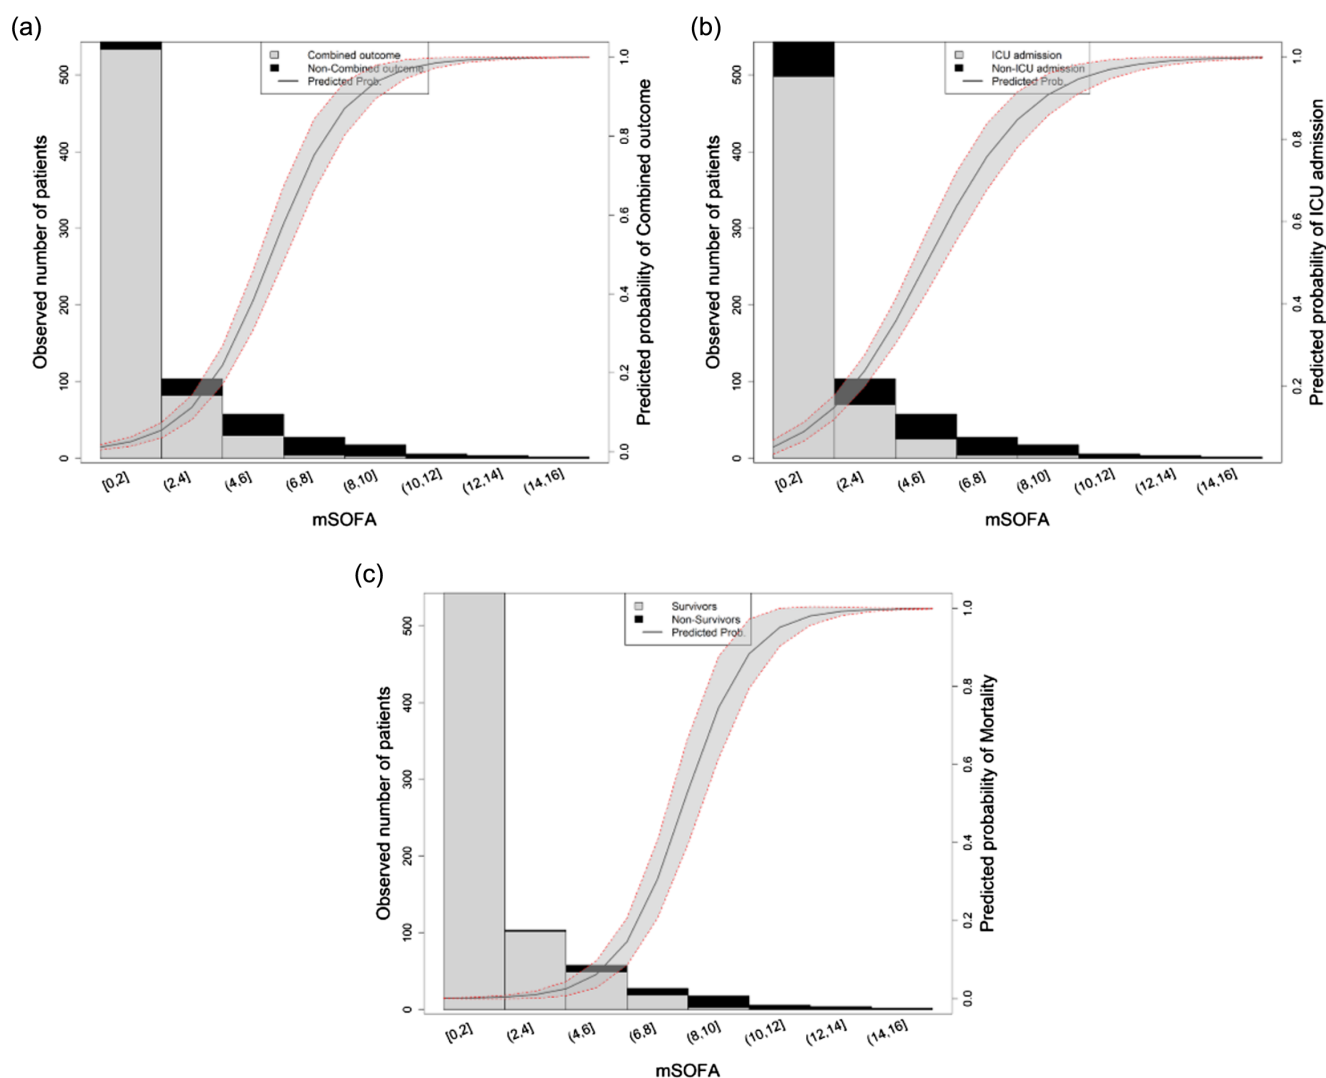 (a)
Combined outcome
Non-Combined outcome
Predicted Prob.
Observed number of patients
0
100
200
300
400
500
Predicted probability of Combined outcome
0.0
0.2
0.4
0.6
0.8
1.0
[0,2]
(2,4]
(4,6]
(6,8]
(8,10]
(10,12]
(12,14]
(14,16]
mSOFA
(b)
ICU admission
Non-ICU admission
Predicted Prob.
Observed number of patients
0
100
200
300
400
500
Predicted probability of ICU admission
0.2
0.4
0.6
0.8
1.0
[0,2]
(2,4]
(4,6]
(6,8]
(8,10]
(10,12]
(12,14]
(14,16]
mSOFA
(c)
Survivors
Non-Survivors
Predicted Prob.
Observed number of patients
0
100
200
300
400
500
Predicted probability of Mortality
0.0
0.2
0.4
0.6
0.8
1.0
[0,2]
(2,4]
(4,6]
(6,8]
(8,10]
(10,12]
(12,14]
(14,16]
mSOFA